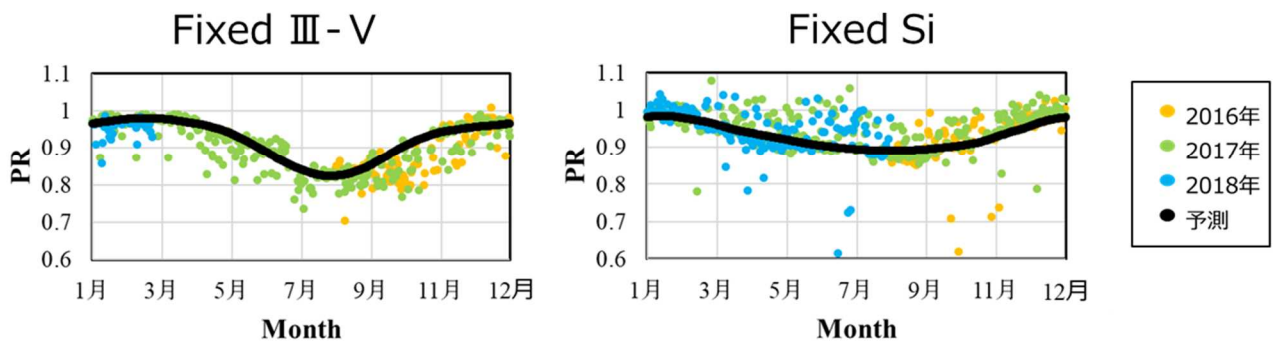 Fixed Ⅲ-Ⅴ
1.1
1
0.9
0.8
0.7
0.6
PR
1月 3月 5月 7月 9月 11月 12月
Month
Fixed Si
1.1
1
0.9
0.8
0.7
0.6
PR
1月 3月 5月 7月 9月 11月 12月
Month
2016年
2017年
2018年
予測